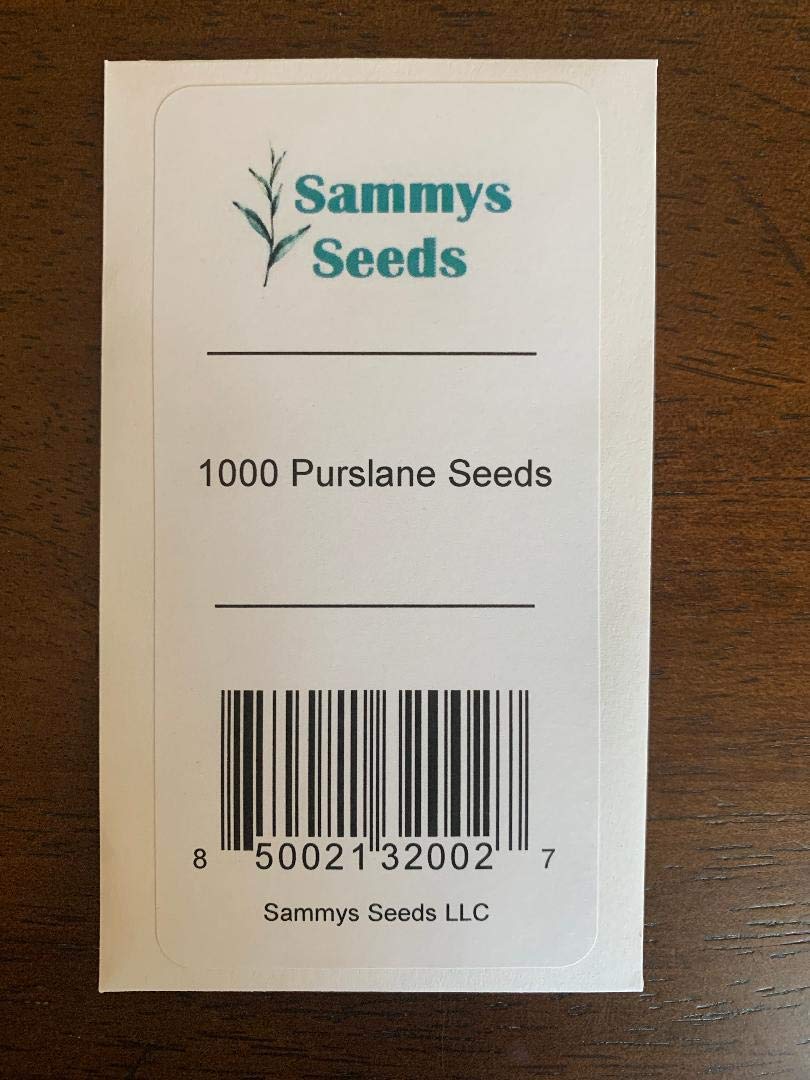 Sammys
Seeds
1000 Purslane Seeds
8 50021 32002 7
Sammys Seeds LLC